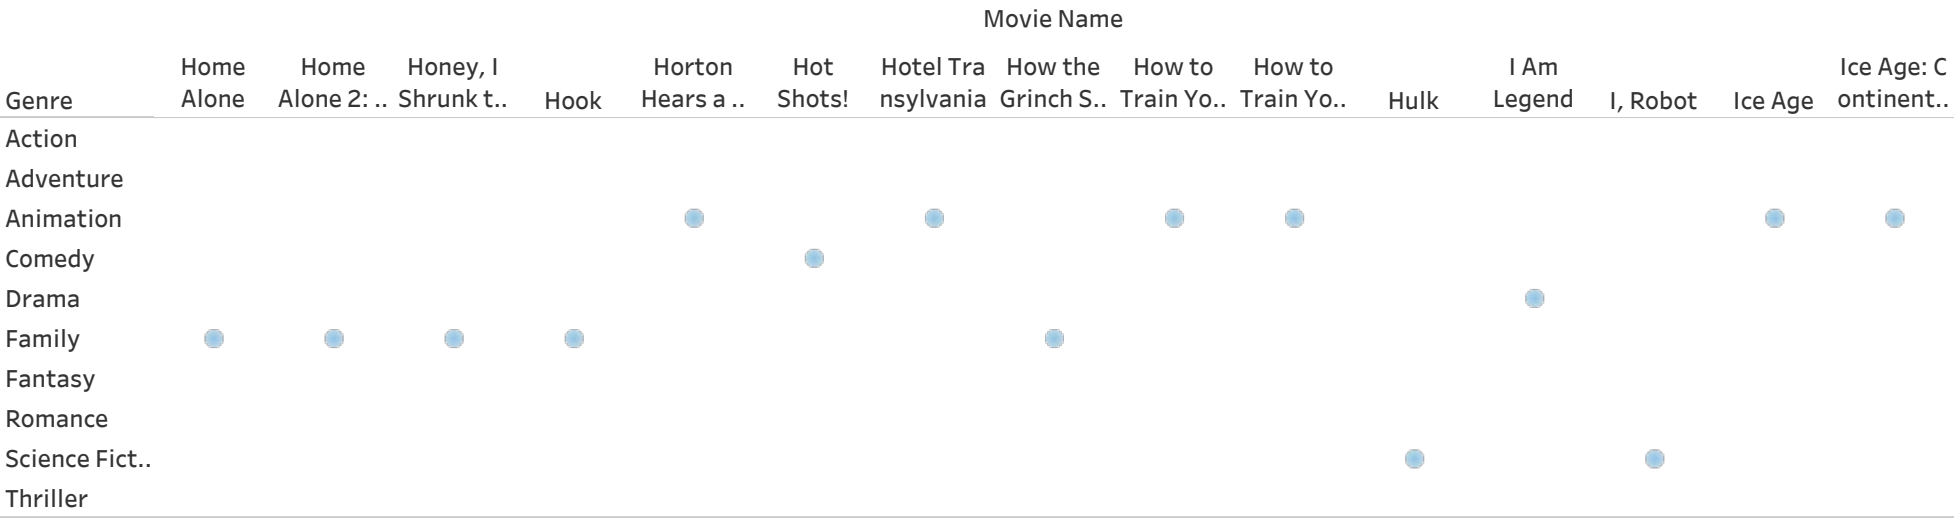 Movie Name
Home Home Honey, I Horton Hot Hotel Tra How the How to How to I Am Ice Age: C
Genre Alone Alone 2: .. Shrunk t.. Hook Hears a .. Shots! nsylvania Grinch S.. Train Yo.. Train Yo.. Hulk Legend I, Robot Ice Age ontinent..
Action
Adventure
Animation
Comedy
Drama
Family
Fantasy
Romance
Science Fict..
Thriller